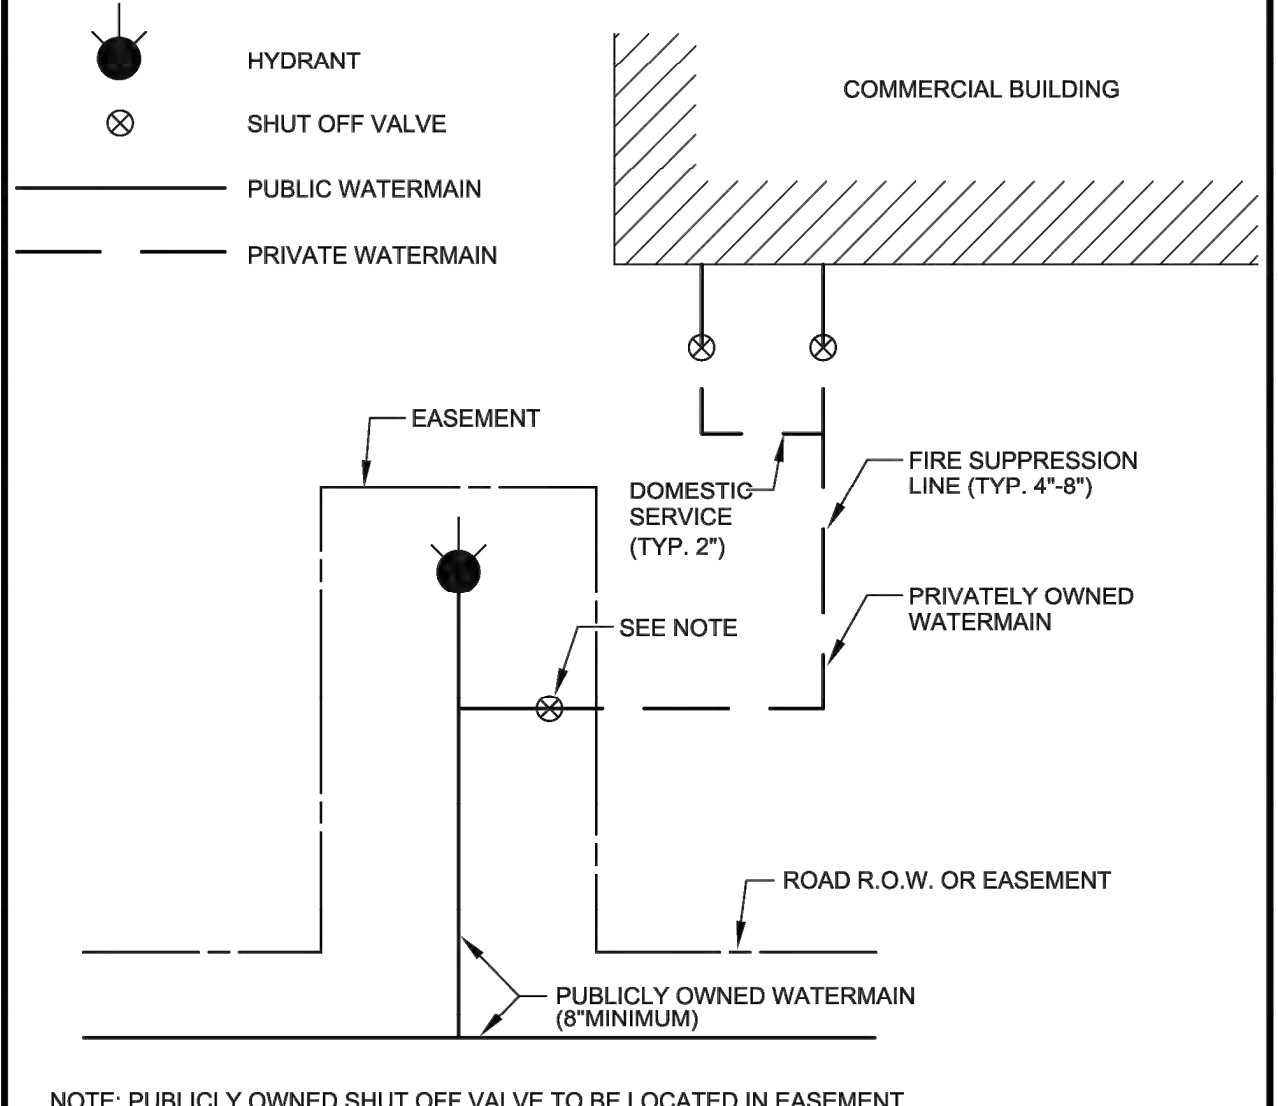 HYDRANT
SHUT OFF VALVE
PUBLIC WATERMAIN
PRIVATE WATERMAIN
COMMERCIAL BUILDING
EASEMENT
DOMESTIC
SERVICE
(TYP. 2")
FIRE SUPPRESSION
LINE (TYP. 4"-8")
SEE NOTE
PRIVATELY OWNED
WATERMAIN
ROAD R.O.W. OR EASEMENT
PUBLICLY OWNED WATERMAIN
(8"MINIMUM)
NOTE: PUBLICLY OWNED SHUT OFF VALVE TO BE LOCATED IN EASEMENT